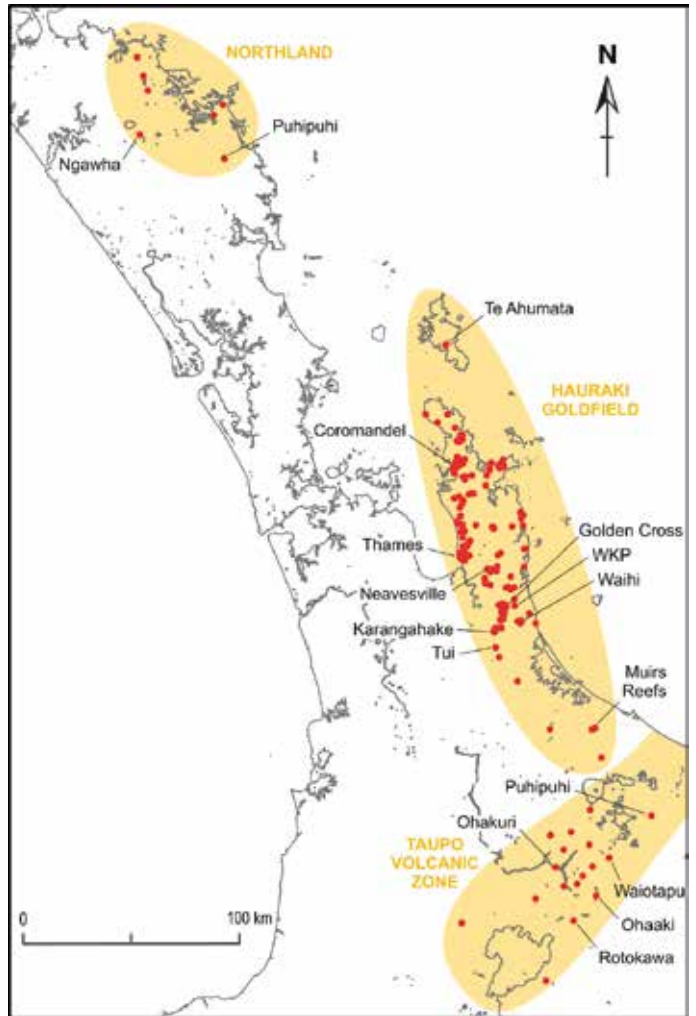 NORTHLAND
N
Puhipuhi
Ngawha
Te Ahumata
HAURAKI
GOLDFIELD
Coromandel
Golden Cross
Thames
WKP
Waihi
Neavesville
Karangahake
Tui
Muirs
Reefs
Puhipuhi
Ohakuri
TAUPO
VOLCANIC
ZONE
Waiotapu
0 100 km
Ohaaki
Rotokawa